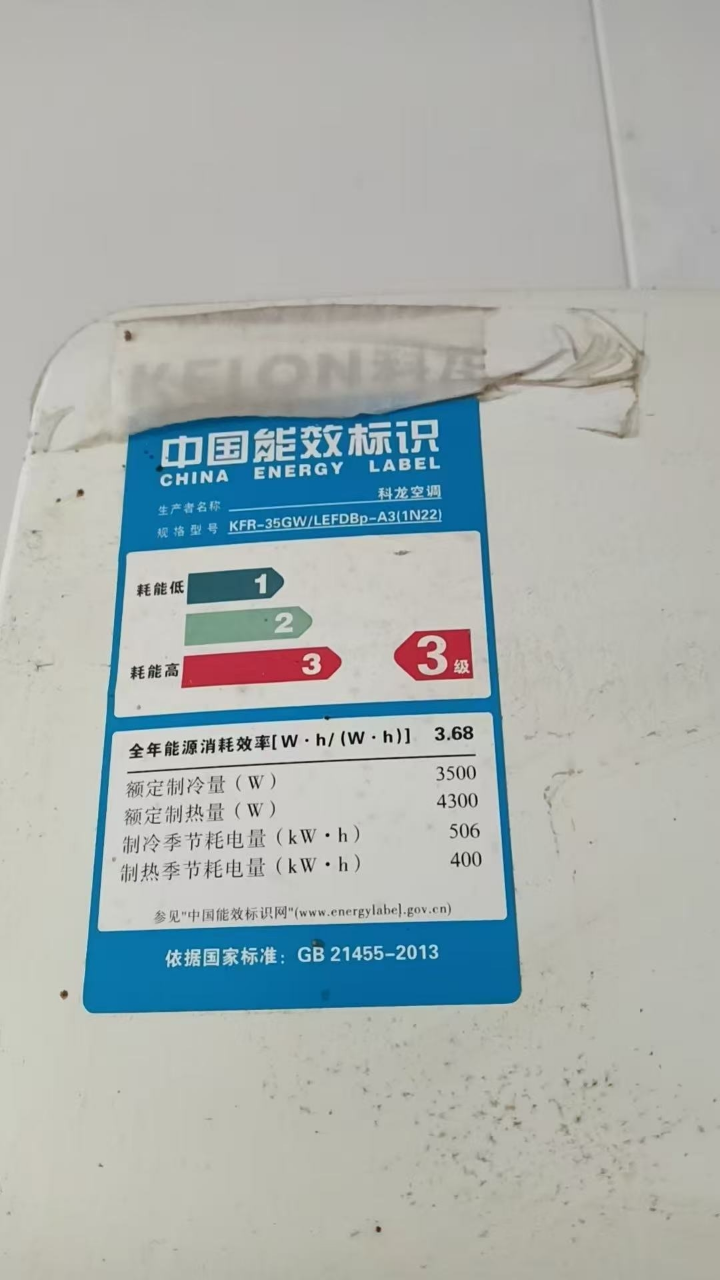 KELON科龙
中国能效标识
CHINA ENERGY LABEL
生产者名称 科龙空调
规格型号 KFR-35GW/LEFDBp-A3(1N22)
耗能低 1
2
耗能高 3 3级
全年能源消耗效率[W·h/(W·h)] 3.68
额定制冷量(W) 3500
额定制热量(W) 4300
制冷季节耗电量(kW·h) 506
制热季节耗电量(kW·h) 400
参见"中国能效标识网"(www.energylabel.gov.cn)
依据国家标准: GB 21455-2013